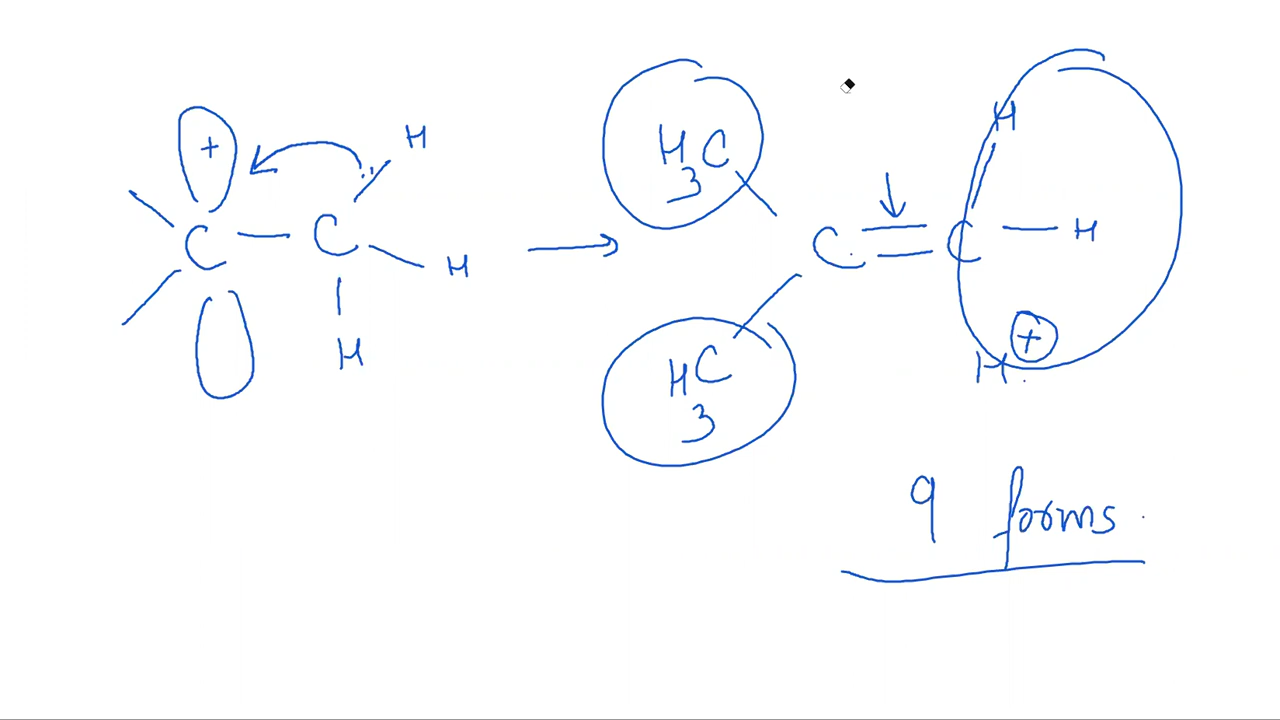 + H
C — C H
H
→
H3C
C = C H
H
H3C
H +
9 forms